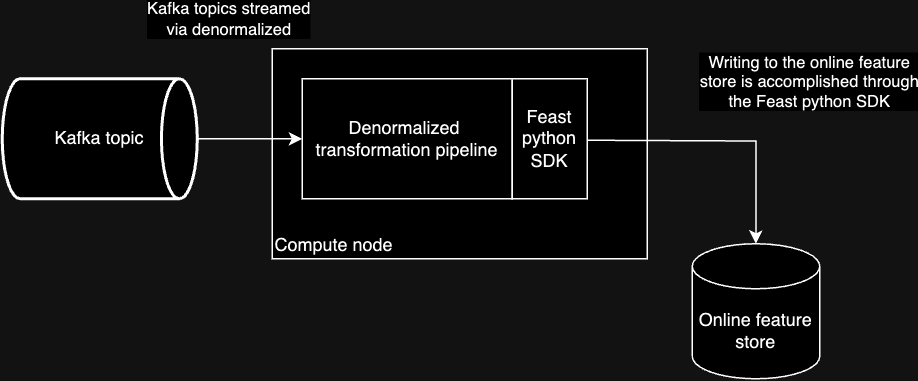 Kafka topics streamed
via denormalized
Writing to the online feature
store is accomplished through
the Feast python SDK
Kafka topic
Denormalized
transformation pipeline
Feast
python
SDK
Compute node
Online feature
store